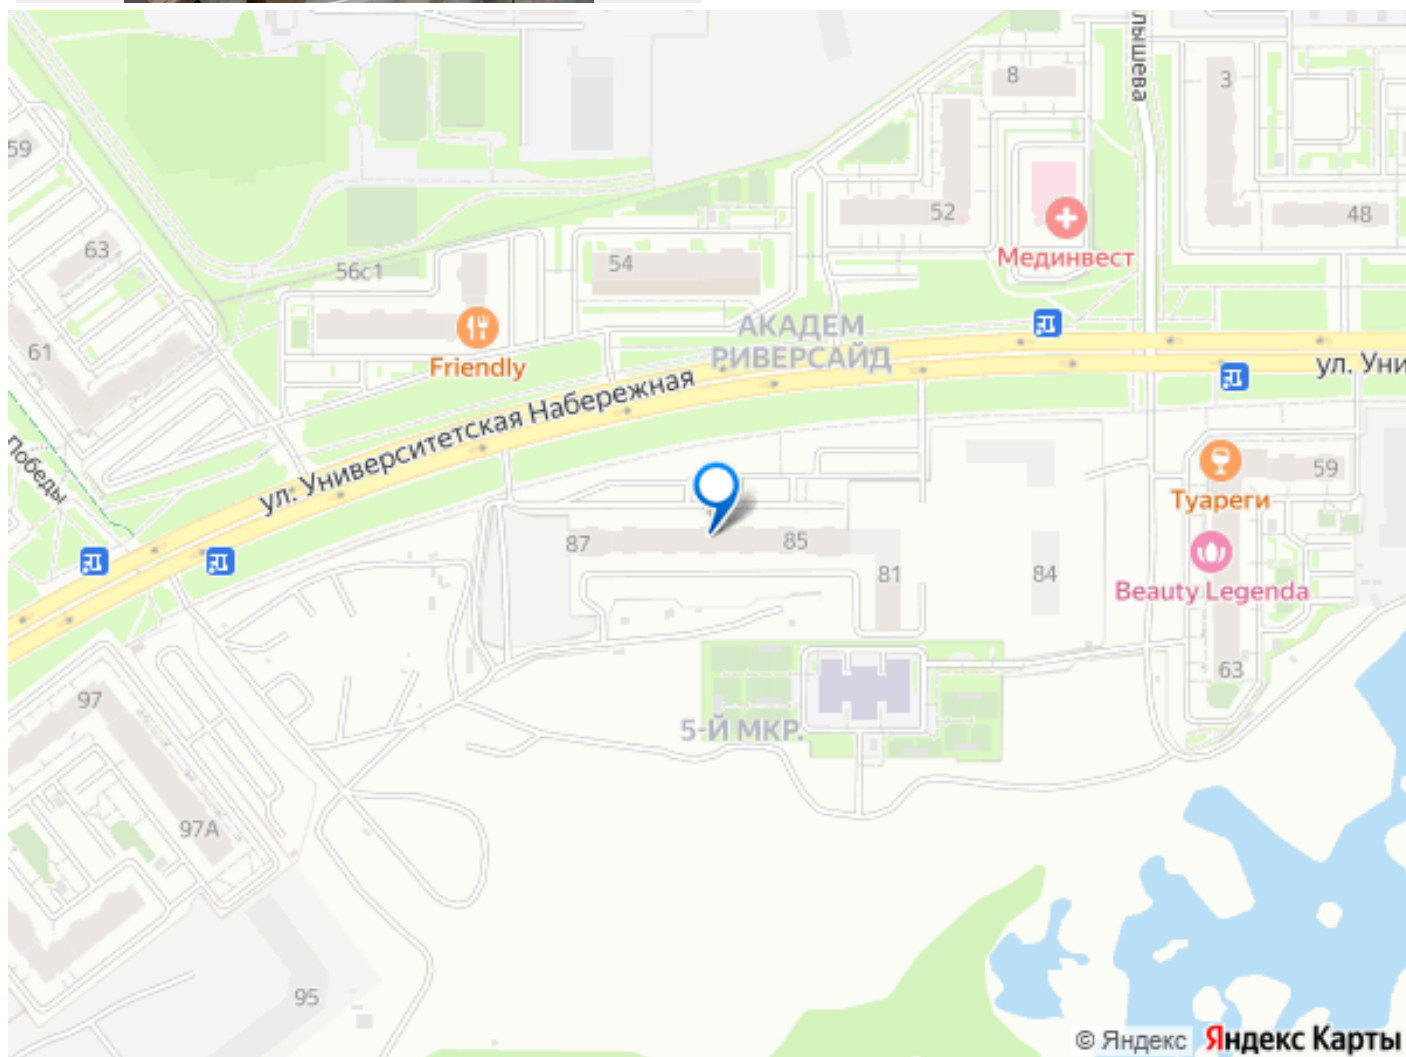 лышева
8
3
59
52
48
63
Мединвест
54
56с1
АКАДЕМ
РИВЕРСАЙД
61
Friendly
ул. Уни
ул. Университетская Набережная
Победы
59
Туареги
87
85
81
84
Beauty Legenda
63
97
5-Й МКР.
97А
95
© Яндекс Яндекс Карты